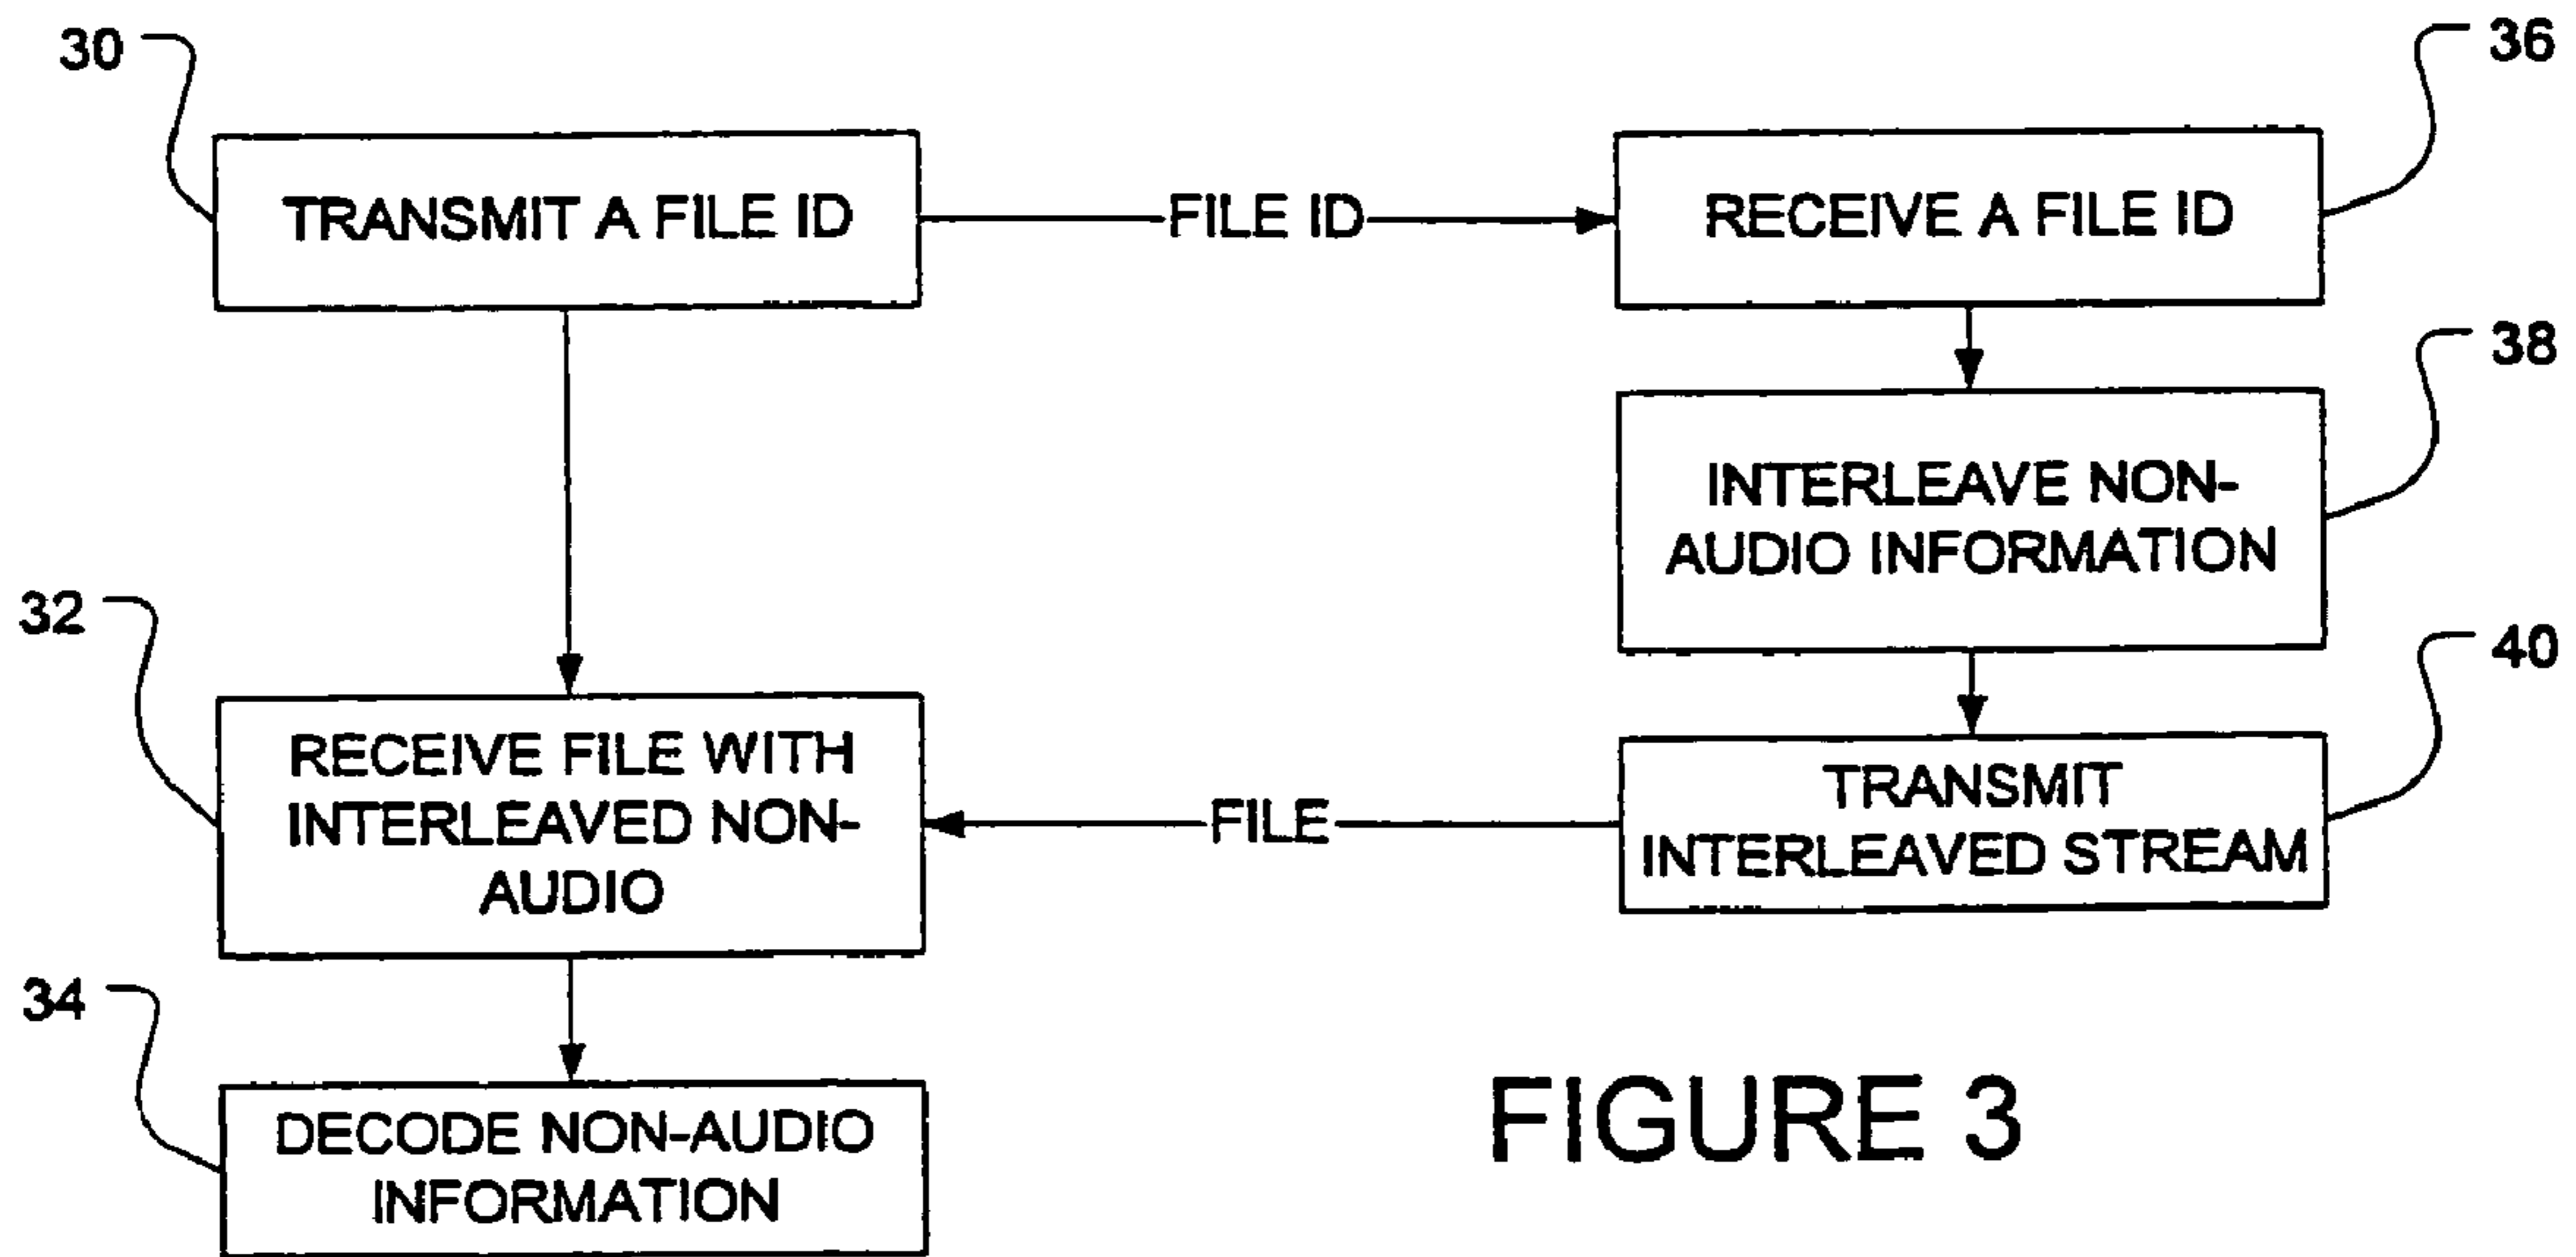 30
36
TRANSMIT A FILE ID
FILE ID
RECEIVE A FILE ID
38
INTERLEAVE NON-
AUDIO INFORMATION
32
40
RECEIVE FILE WITH
INTERLEAVED NON-
AUDIO
FILE
TRANSMIT
INTERLEAVED STREAM
34
DECODE NON-AUDIO
INFORMATION
FIGURE 3